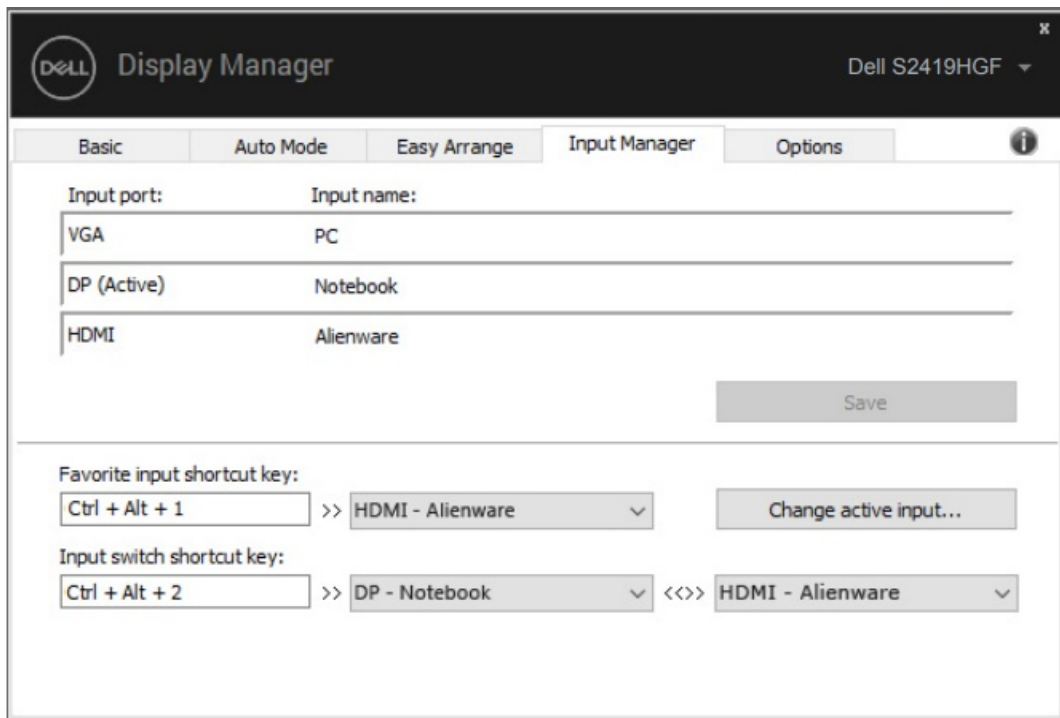 x
DELL Display Manager Dell S2419HGF
Basic Auto Mode Easy Arrange Input Manager Options i
Input port: Input name:
VGA PC
DP (Active) Notebook
HDMI Alienware
Save
Favorite input shortcut key:
Ctrl + Alt + 1 >> HDMI - Alienware Change active input...
Input switch shortcut key:
Ctrl + Alt + 2 >> DP - Notebook <<>> HDMI - Alienware